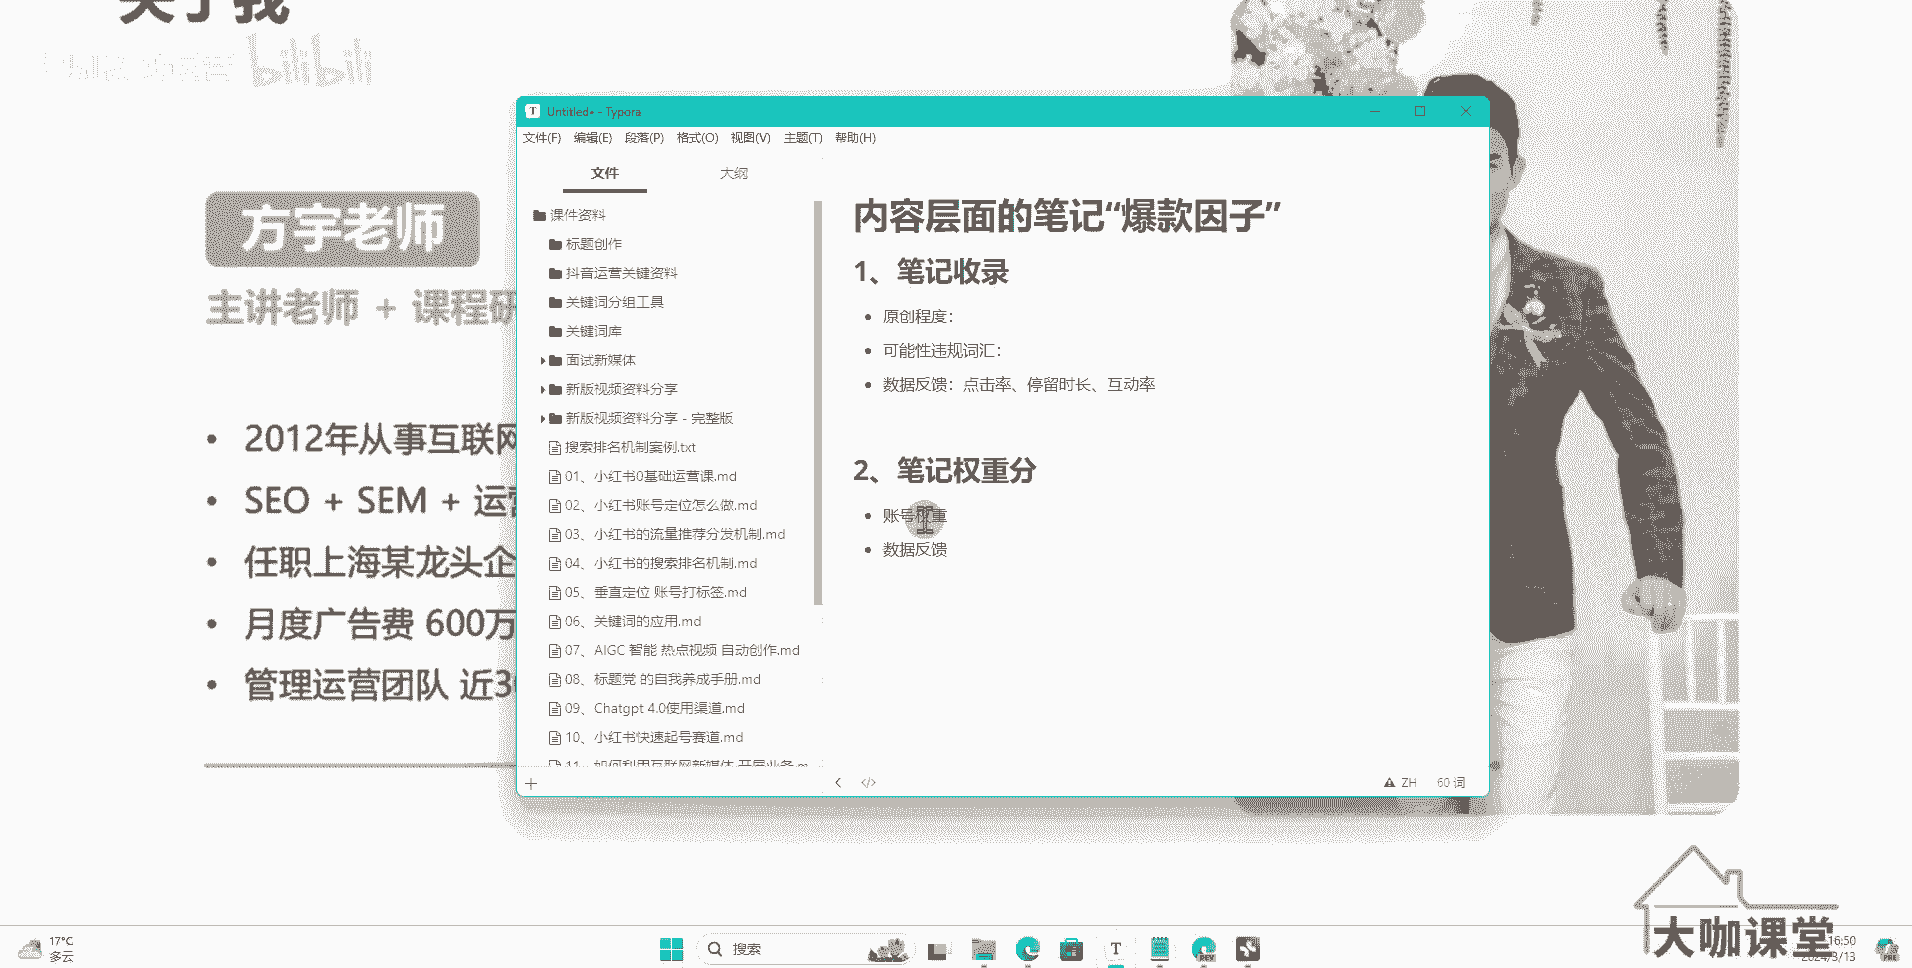 关于我
bilibili
方宇老师
主讲老师 + 课程研
2012年从事互联网
SEO + SEM + 运营
任职上海某龙头企
月度广告费 600万
管理运营团队 近30
Untitled• - Typora
文件(F) 编辑(E) 段落(P) 格式(O) 视图(V) 主题(T) 帮助(H)
文件 大纲
课件资料
标题创作
抖音运营关键资料
关键词分组工具
关键词库
面试新媒体
新版视频资料分享
新版视频资料分享 - 完整版
搜索排名机制案例.txt
01、小红书0基础运营课.md
02、小红书账号定位怎么做.md
03、小红书的流量推荐分发机制.md
04、小红书的搜索排名机制.md
05、垂直定位 账号打标签.md
06、关键词的应用.md
07、AIGC 智能 热点视频 自动创作.md
08、标题党 的自我养成手册.md
09、Chatgpt 4.0使用渠道.md
10、小红书快速起号赛道.md
11、如何利用互联网新媒体 开展业务.m
内容层面的笔记“爆款因子”
1、笔记收录
原创程度：
可能性违规词汇：
数据反馈：点击率、停留时长、互动率
2、笔记权重分
账号权重
数据反馈
ZH 60 词
大咖课堂
17°C
多云
搜索
T
16:50
2024/3/13